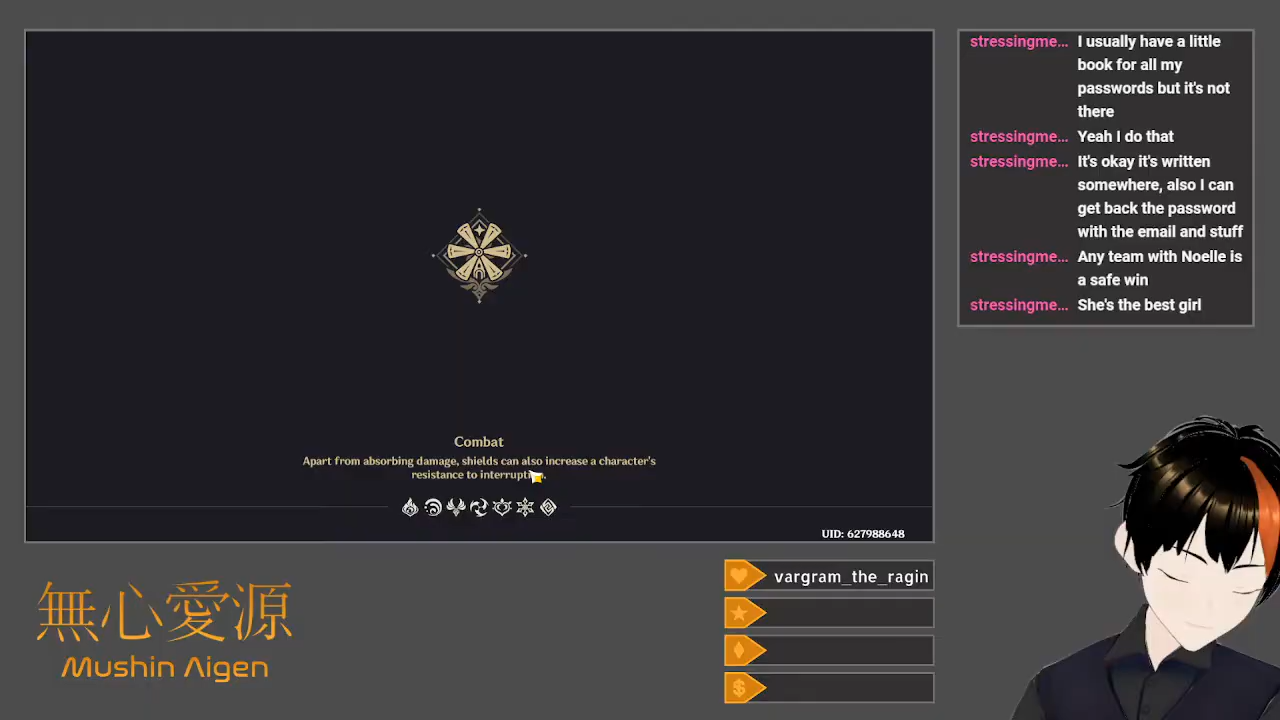 stressingme... I usually have a little
book for all my
passwords but it's not
there
stressingme... Yeah I do that
stressingme... It's okay it's written
somewhere, also I can
get back the password
with the email and stuff
stressingme... Any team with Noelle is
a safe win
stressingme... She's the best girl
Combat
Apart from absorbing damage, shields can also increase a character's
resistance to interruption.
UID: 627988648
無心愛源
Mushin Aigen
vargram_the_ragin